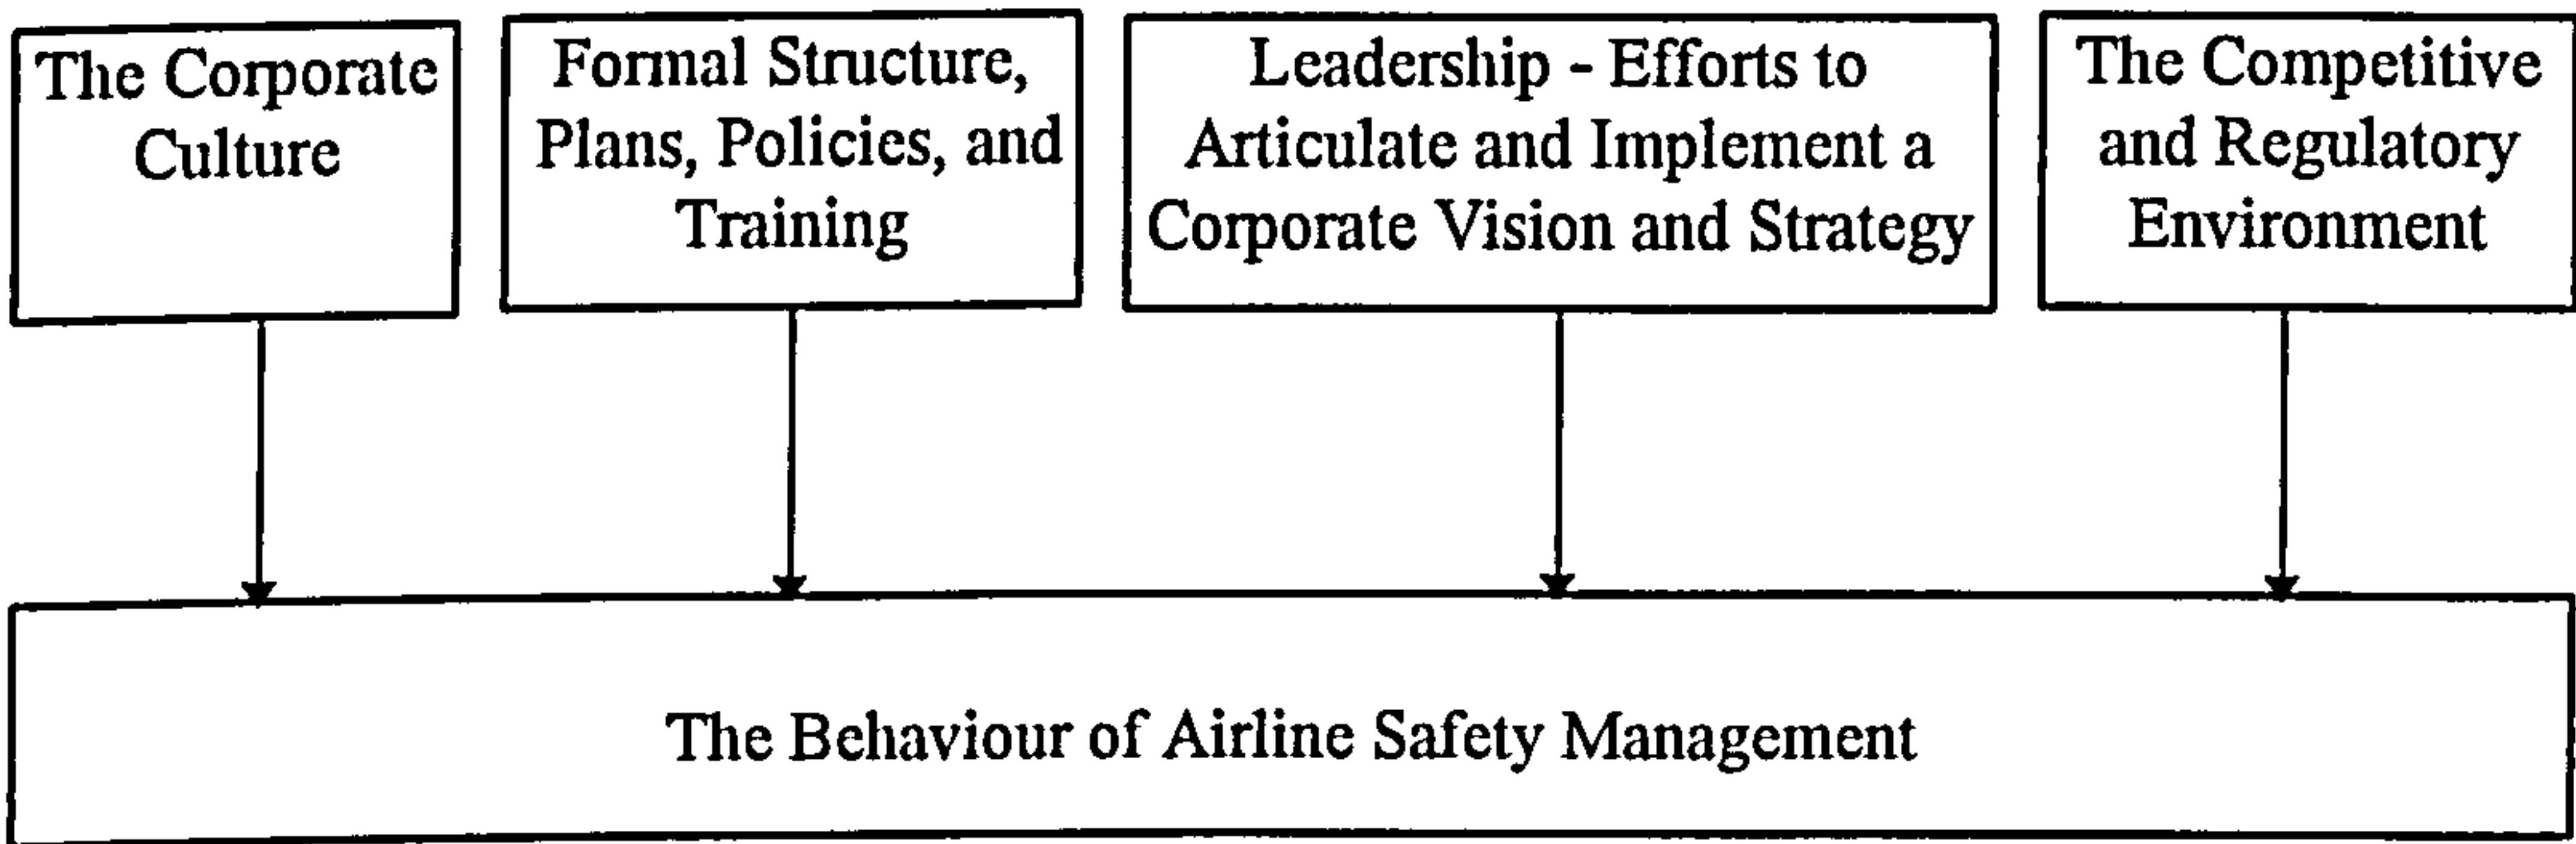 The Corporate
Culture
Formal Structure,
Plans, Policies, and
Training
Leadership - Efforts to
Articulate and Implement a
Corporate Vision and Strategy
The Competitive
and Regulatory
Environment
The Behaviour of Airline Safety Management